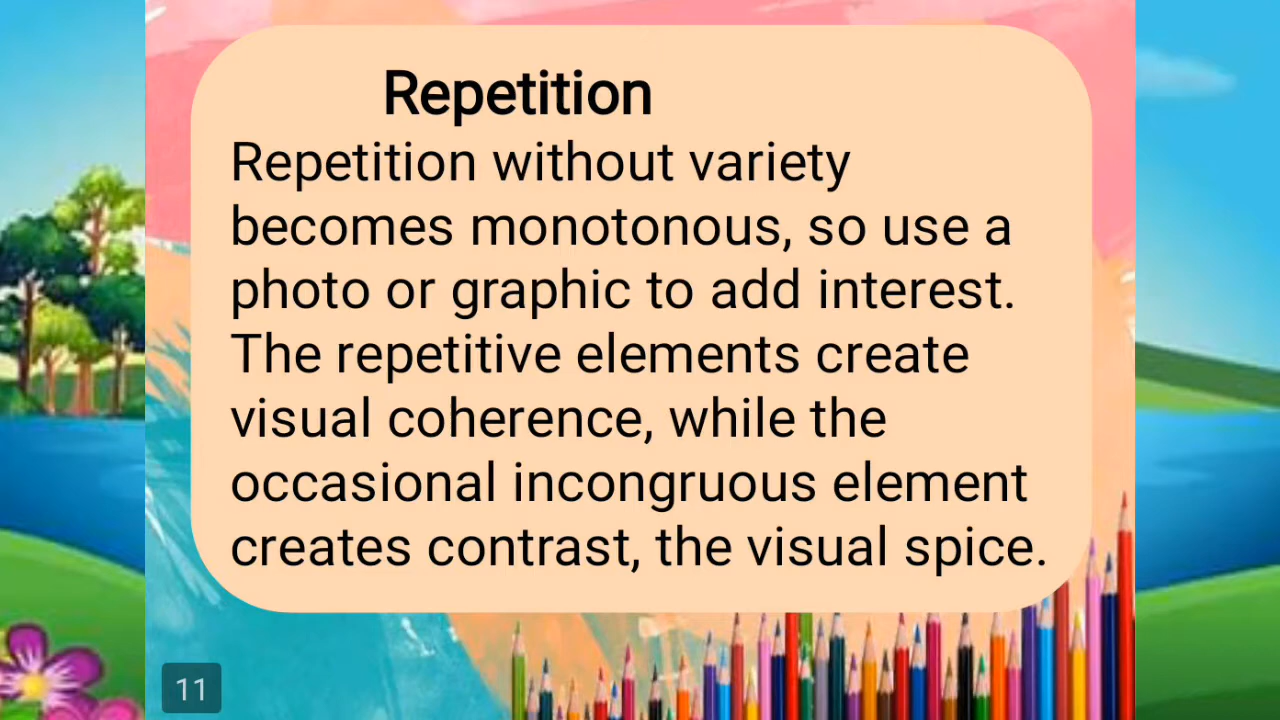 Repetition
Repetition without variety
becomes monotonous, so use a
photo or graphic to add interest.
The repetitive elements create
visual coherence, while the
occasional incongruous element
creates contrast, the visual spice.
11